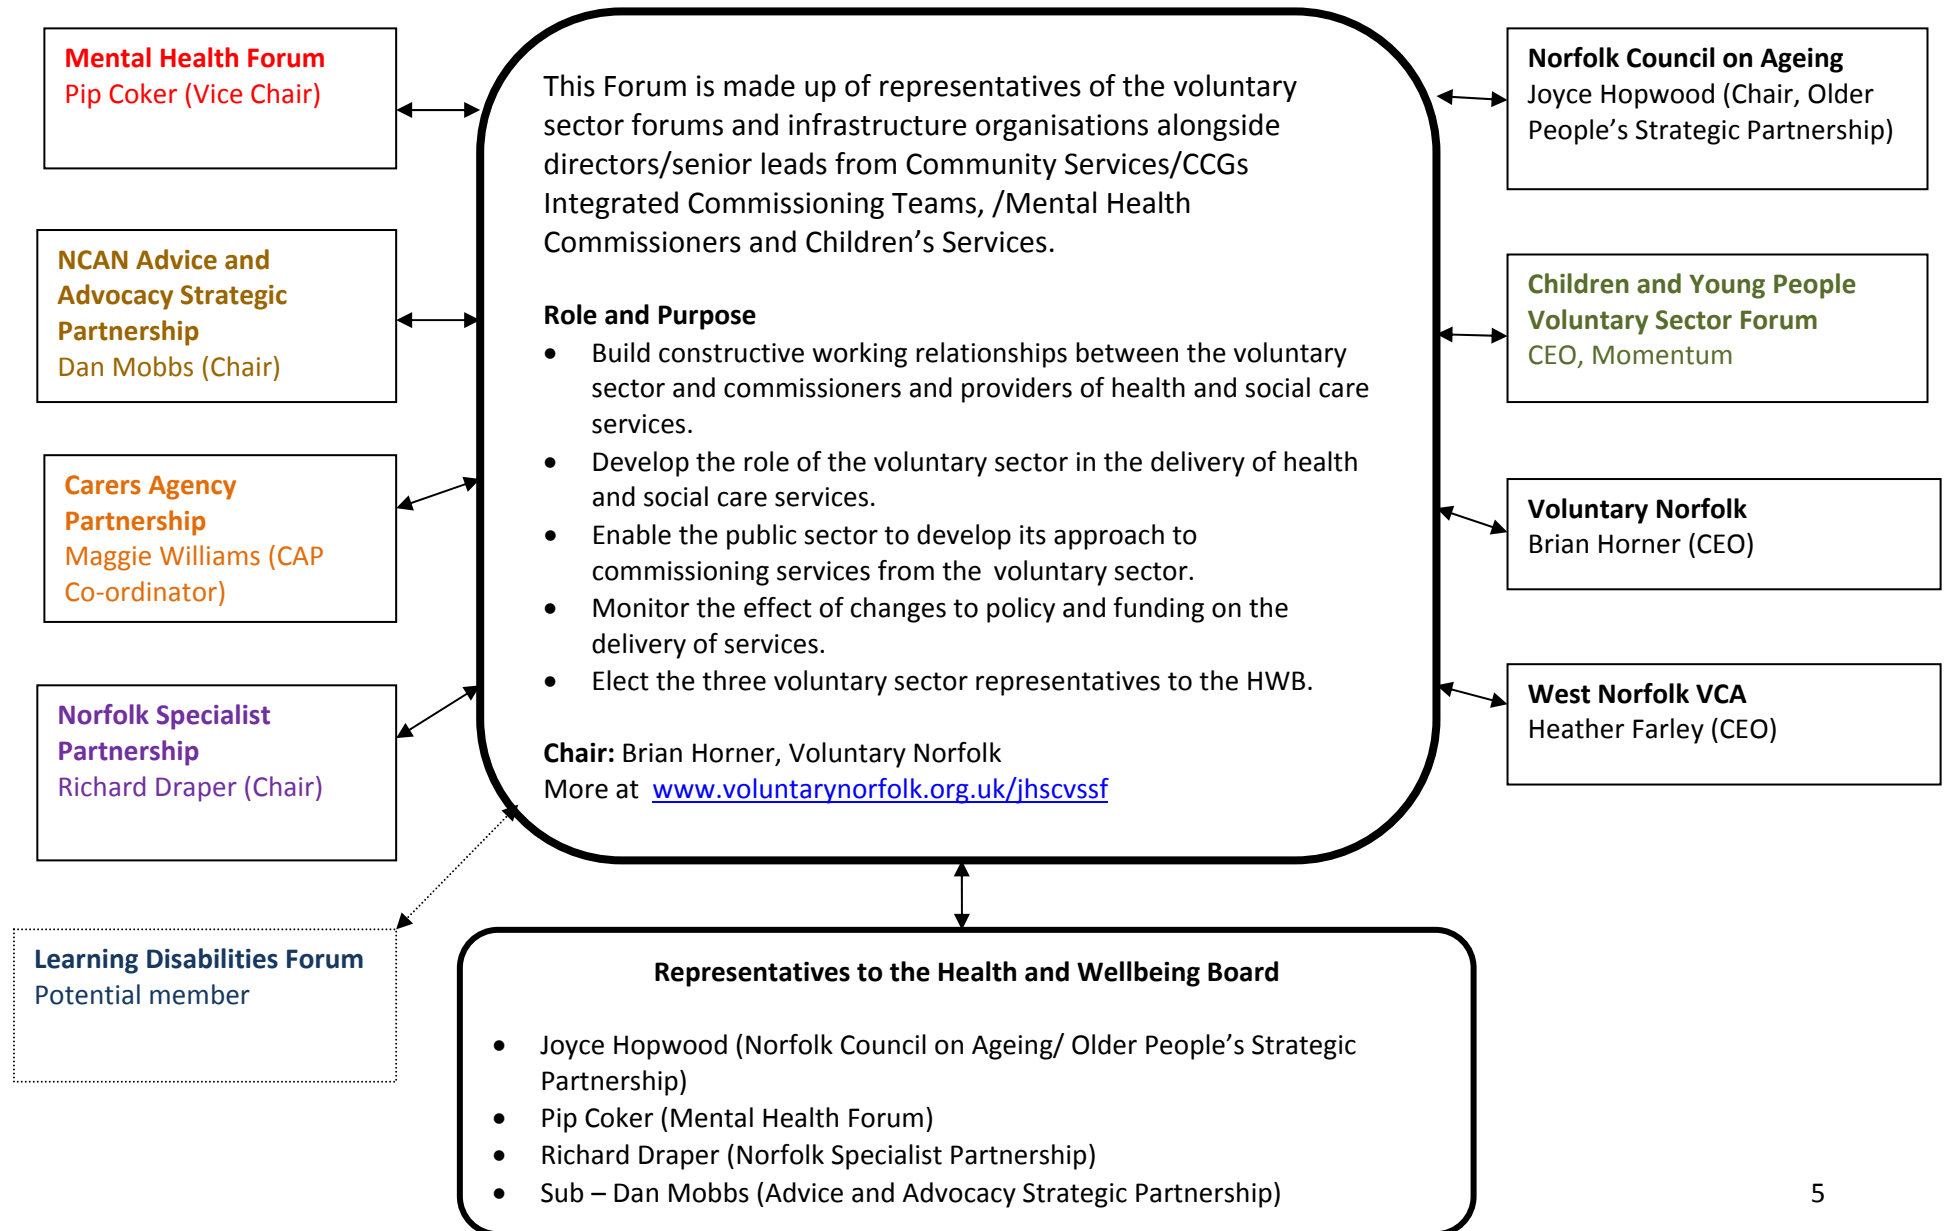 Mental Health Forum
Pip Coker (Vice Chair)
NCAN Advice and
Advocacy Strategic
Partnership
Dan Mobbs (Chair)
Carers Agency
Partnership
Maggie Williams (CAP
Co-ordinator)
Norfolk Specialist
Partnership
Richard Draper (Chair)
Learning Disabilities Forum
Potential member
This Forum is made up of representatives of the voluntary
sector forums and infrastructure organisations alongside
directors/senior leads from Community Services/CCGs
Integrated Commissioning Teams, /Mental Health
Commissioners and Children’s Services.
Role and Purpose
• Build constructive working relationships between the voluntary
sector and commissioners and providers of health and social care
services.
• Develop the role of the voluntary sector in the delivery of health
and social care services.
• Enable the public sector to develop its approach to
commissioning services from the voluntary sector.
• Monitor the effect of changes to policy and funding on the
delivery of services.
• Elect the three voluntary sector representatives to the HWB.
Chair: Brian Horner, Voluntary Norfolk
More at www.voluntarynorfolk.org.uk/jhscvssf
Norfolk Council on Ageing
Joyce Hopwood (Chair, Older
People’s Strategic Partnership)
Children and Young People
Voluntary Sector Forum
CEO, Momentum
Voluntary Norfolk
Brian Horner (CEO)
West Norfolk VCA
Heather Farley (CEO)
Representatives to the Health and Wellbeing Board
• Joyce Hopwood (Norfolk Council on Ageing/ Older People’s Strategic
Partnership)
• Pip Coker (Mental Health Forum)
• Richard Draper (Norfolk Specialist Partnership)
• Sub – Dan Mobbs (Advice and Advocacy Strategic Partnership)
5